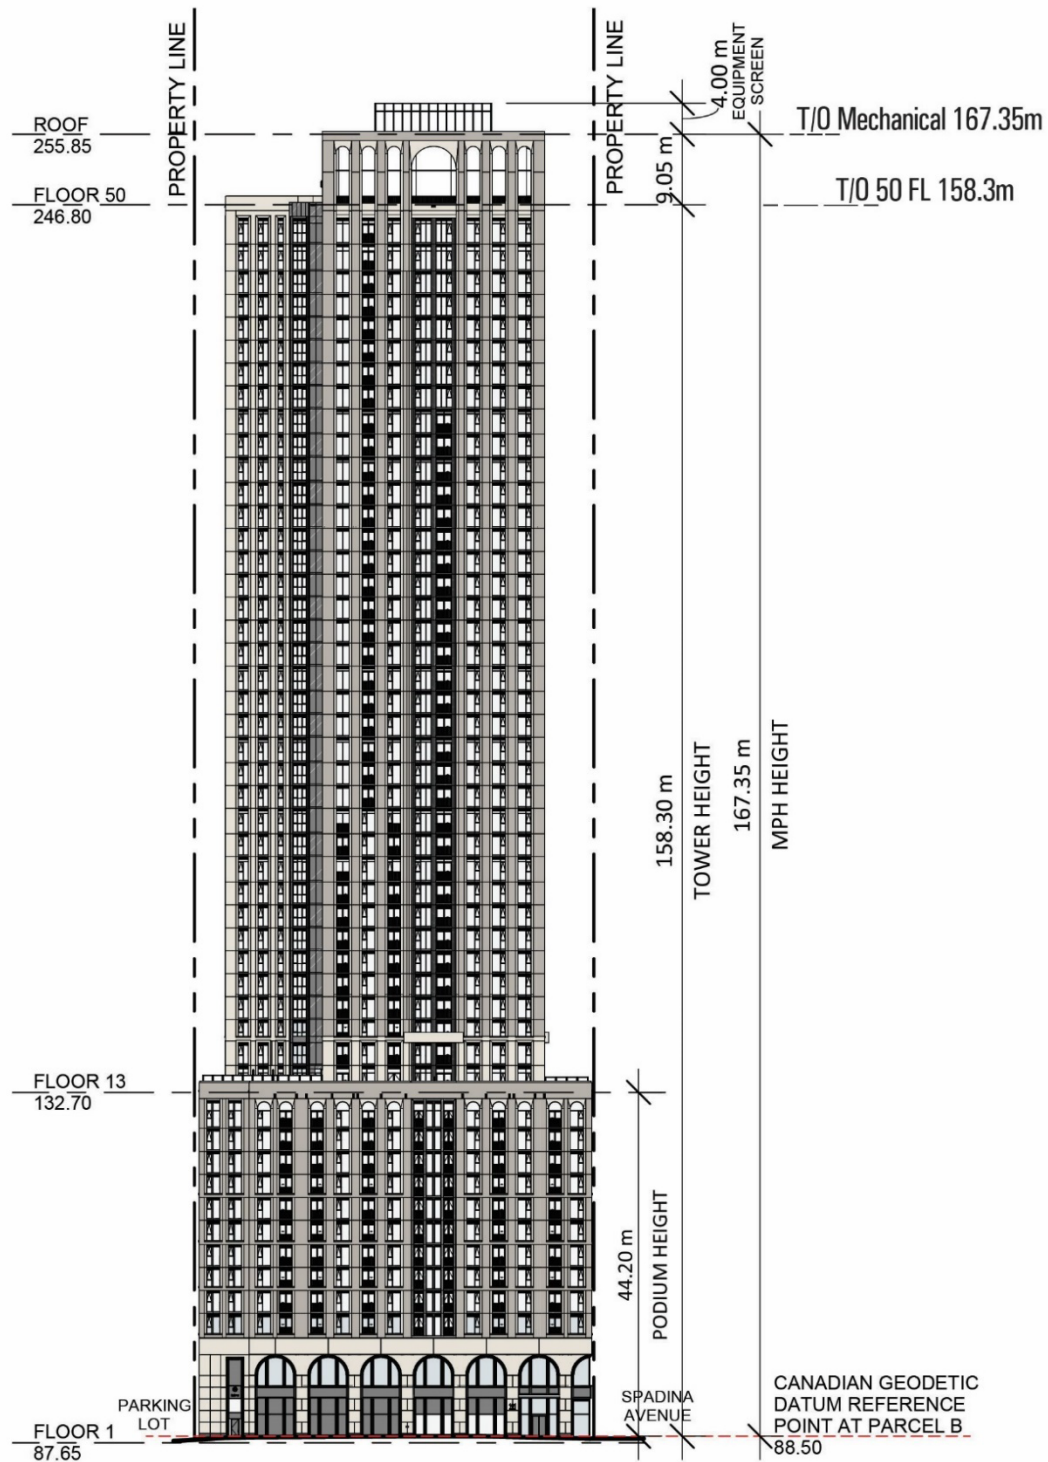 PROPERTY LINE
PROPERTY LINE
4.00 m
EQUIPMENT
SCREEN
ROOF
255.85
T/O Mechanical 167.35m
9.05 m
FLOOR 50
246.80
T/O 50 FL 158.3m
158.30 m
TOWER HEIGHT
167.35 m
MPH HEIGHT
FLOOR 13
132.70
44.20 m
PODIUM HEIGHT
PARKING
LOT
SPADINA
AVENUE
CANADIAN GEODETIC
DATUM REFERENCE
POINT AT PARCEL B
88.50
FLOOR 1
87.65